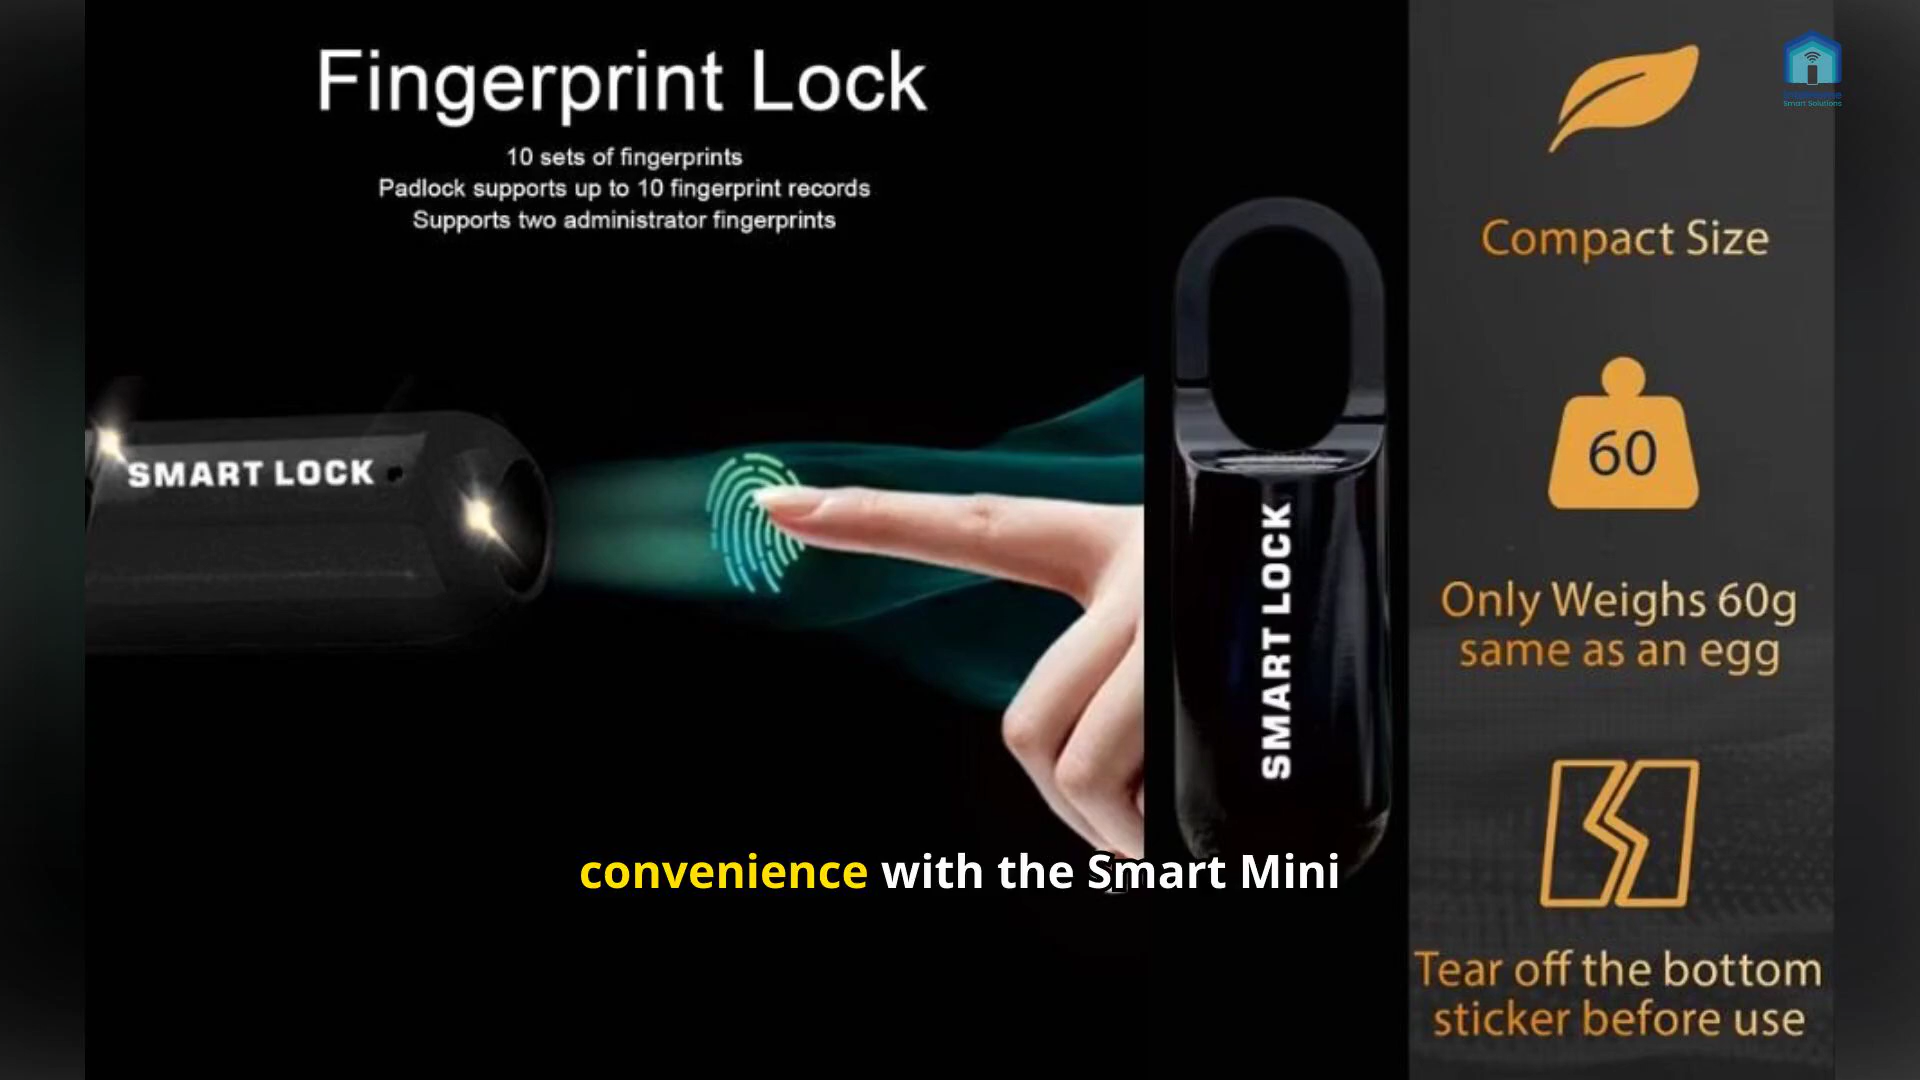 Fingerprint Lock
10 sets of fingerprints
Padlock supports up to 10 fingerprint records
Supports two administrator fingerprints
SMART LOCK
SMART LOCK
Smart Solutions
Compact Size
60
Only Weighs 60g
same as an egg
Tear off the bottom
sticker before use
convenience with the Smart Mini